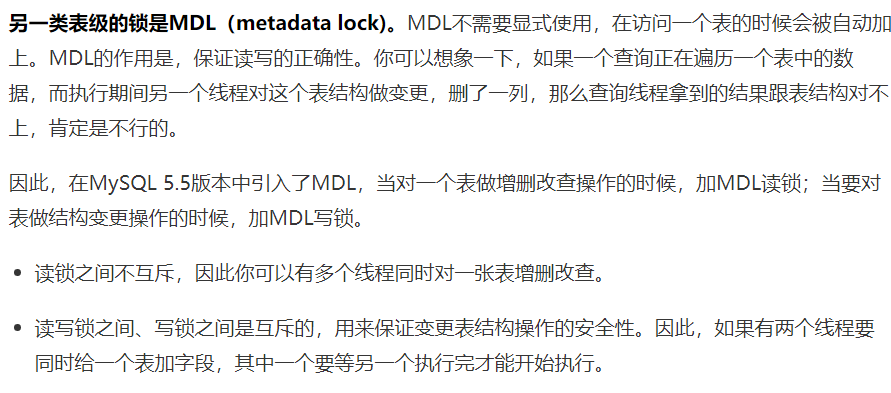 另一类表级的锁是MDL（metadata lock)。MDL不需要显式使用，在访问一个表的时候会被自动加
上。MDL的作用是，保证读写的正确性。你可以想象一下，如果一个查询正在遍历一个表中的数
据，而执行期间另一个线程对这个表结构做变更，删了一列，那么查询线程拿到的结果跟表结构对不
上，肯定是不行的。
因此，在MySQL 5.5版本中引入了MDL，当对一个表做增删改查操作的时候，加MDL读锁；当要对
表做结构变更操作的时候，加MDL写锁。
• 读锁之间不互斥，因此你可以有多个线程同时对一张表增删改查。
• 读写锁之间、写锁之间是互斥的，用来保证变更表结构操作的安全性。因此，如果有两个线程要
同时给一个表加字段，其中一个要等另一个执行完才能开始执行。